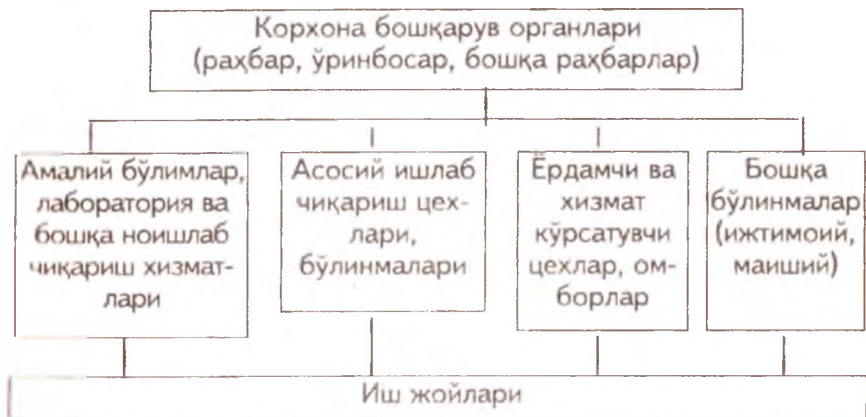 Корхона бошқарув органлари
(раҳбар, ўринбосар, бошқа раҳбарлар)
Амалий бўлимлар,
лаборатория ва
бошқа ноишлаб
чиқариш хизмат-
лари
Асосий ишлаб
чиқариш цех-
лари,
бўлинмалари
Ёрдамчи ва
хизмат
кўрсатувчи
цехлар, ом-
борлар
Бошқа
бўлинмалар
(ижтимоий,
маиший)
Иш жойлари